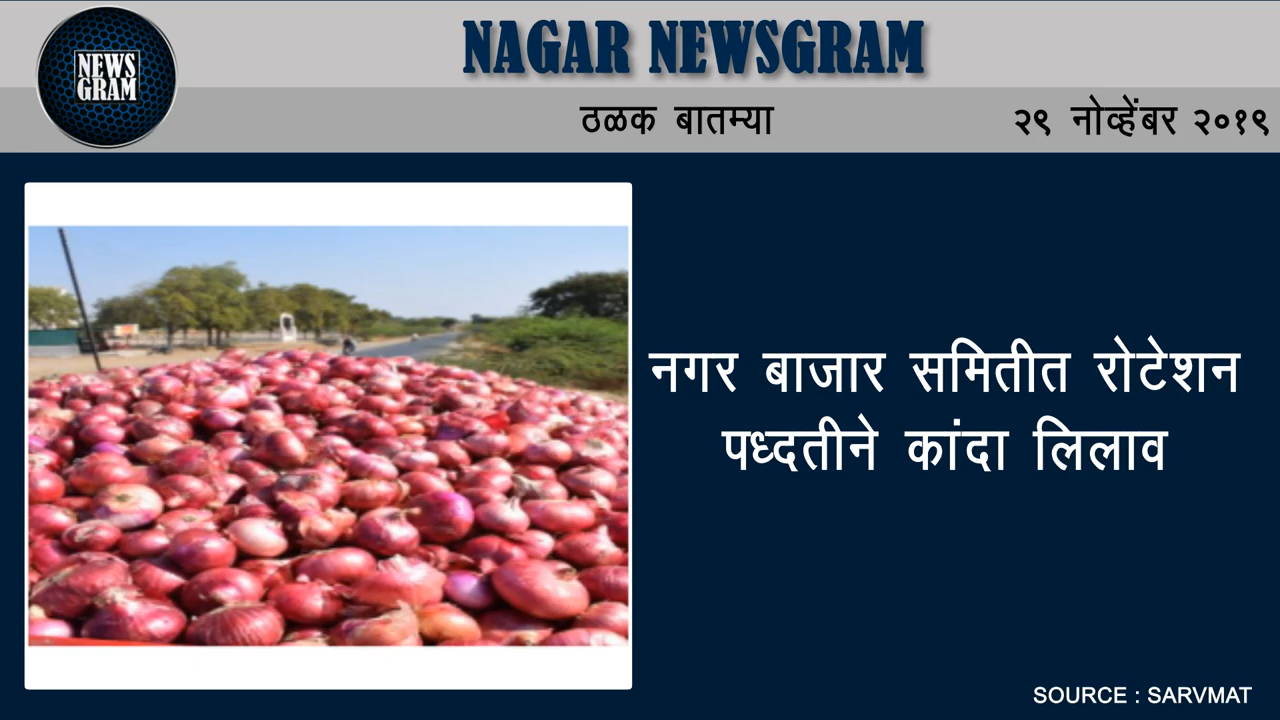 NEWS
GRAM
NAGAR NEWSGRAM
ठळक बातम्या
२९ नोव्हेंबर २०१९
नगर बाजार समितीत रोटेशन
पध्दतीने कांदा लिलाव
SOURCE : SARVMAT